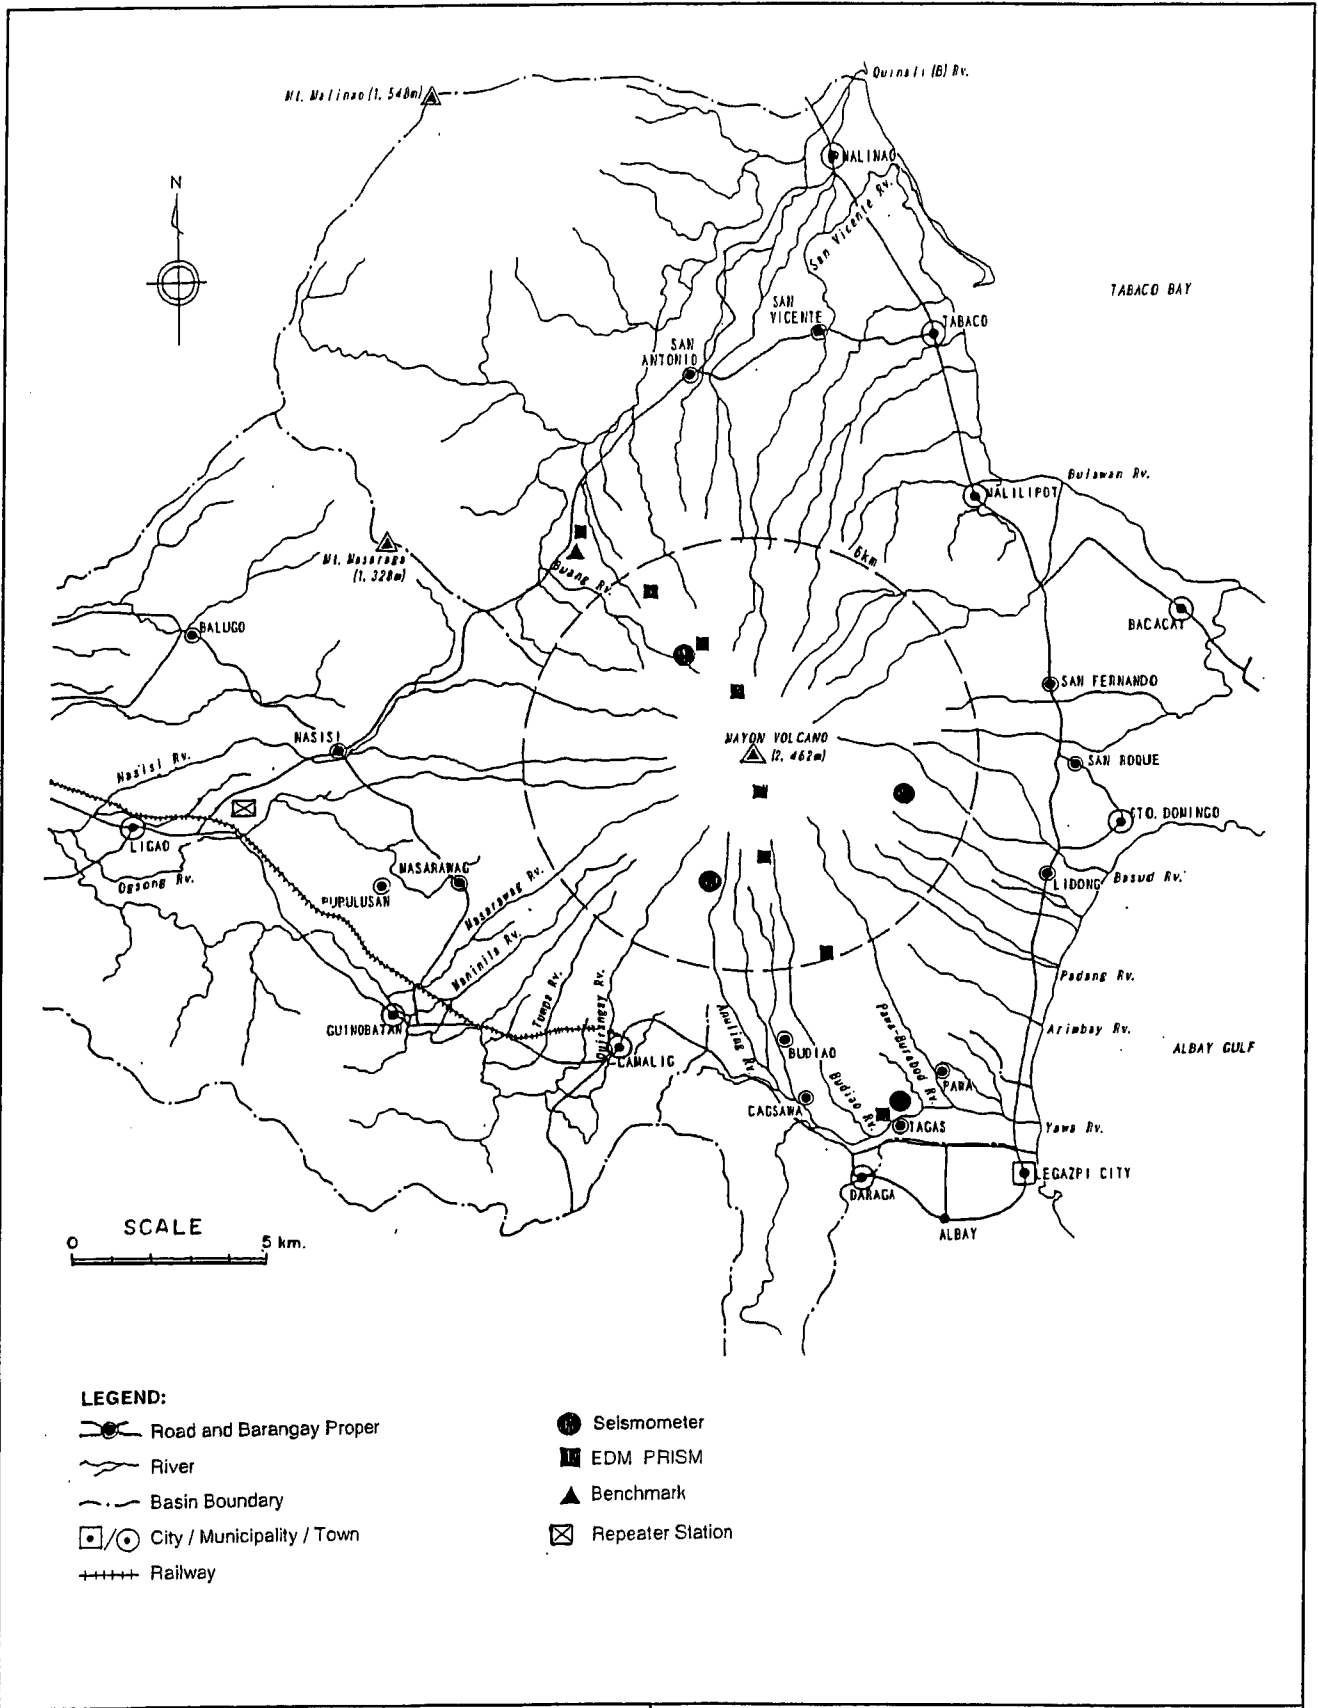 Quinali (B) Rv.
Mt. Malinao (1, 548m)
MALINAO
N
San Vicente Rv.
TABACO BAY
SAN
VICENTE
TABACO
SAN
ANTONIO
Bulawan Rv.
MALILIPOT
6km
Mt. Masaraga
(1, 328m)
Buang Rv.
BACACAY
BALUGO
SAN FERNANDO
MASISI
MAYON VOLCANO
(2, 462m)
SAN ROQUE
Nasisi Rv.
STO. DOMINGO
LIGAO
MASARAWAG
Ogsong Rv.
LIDONG
Basud Rv.
PUPULUSAN
Masarawag Rv.
Maninila Rv.
Padang Rv.
Tumpa Rv.
Quirangay Rv.
GUINOBATAN
Anuling Rv.
Pawa-Burabod Rv.
Arimbay Rv.
ALBAY GULF
CAMALIG
BUDIAO
Budiao Rv.
PAWA
CAGSAWA
TAGAS
Yawa Rv.
DARAGA
LEGAZPI CITY
ALBAY
SCALE
0 5 km.
LEGEND:
Road and Barangay Proper
River
Basin Boundary
City / Municipality / Town
Railway
Seismometer
EDM PRISM
Benchmark
Repeater Station